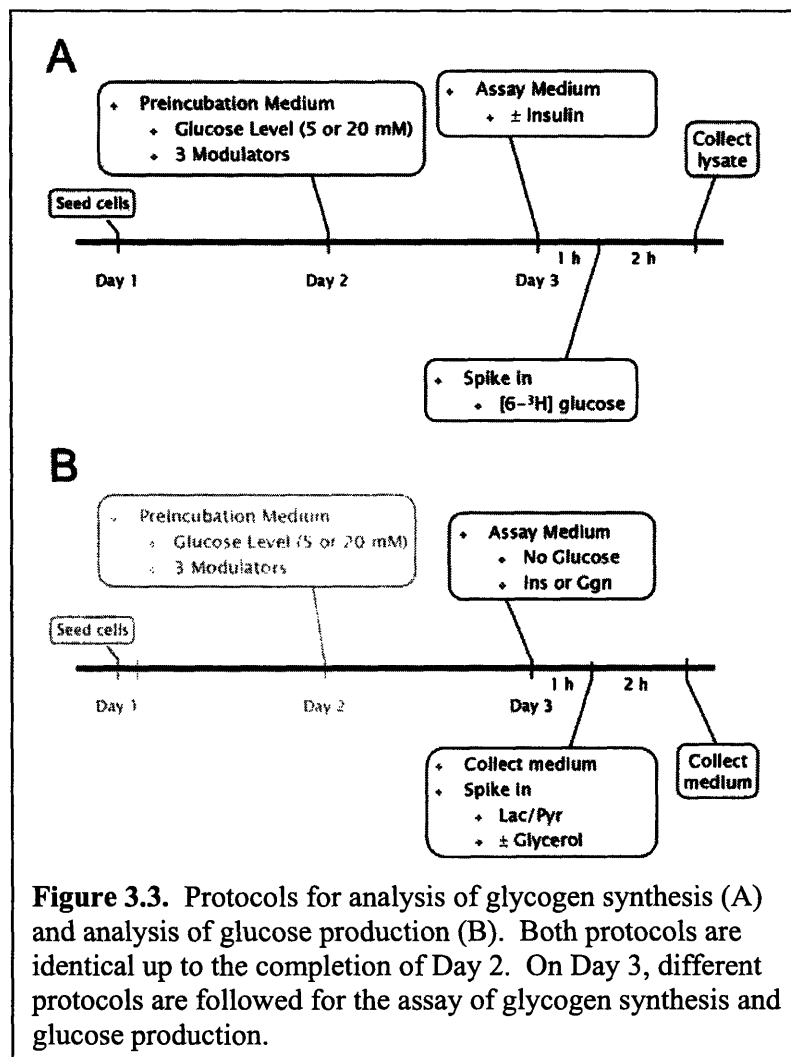 A
Preincubation Medium
Glucose Level (5 or 20 mM)
3 Modulators
Assay Medium
± Insulin
Collect
lysate
Seed cells
Day 1
Day 2
Day 3
1 h
2 h
Spike in
[6-³H] glucose
B
Preincubation Medium
Glucose Level (5 or 20 mM)
3 Modulators
Assay Medium
No Glucose
Ins or Ggn
Seed cells
Day 1
Day 2
Day 3
1 h
2 h
Collect medium
Spike in
Lac/Pyr
± Glycerol
Collect
medium
Figure 3.3. Protocols for analysis of glycogen synthesis (A)
and analysis of glucose production (B). Both protocols are
identical up to the completion of Day 2. On Day 3, different
protocols are followed for the assay of glycogen synthesis and
glucose production.